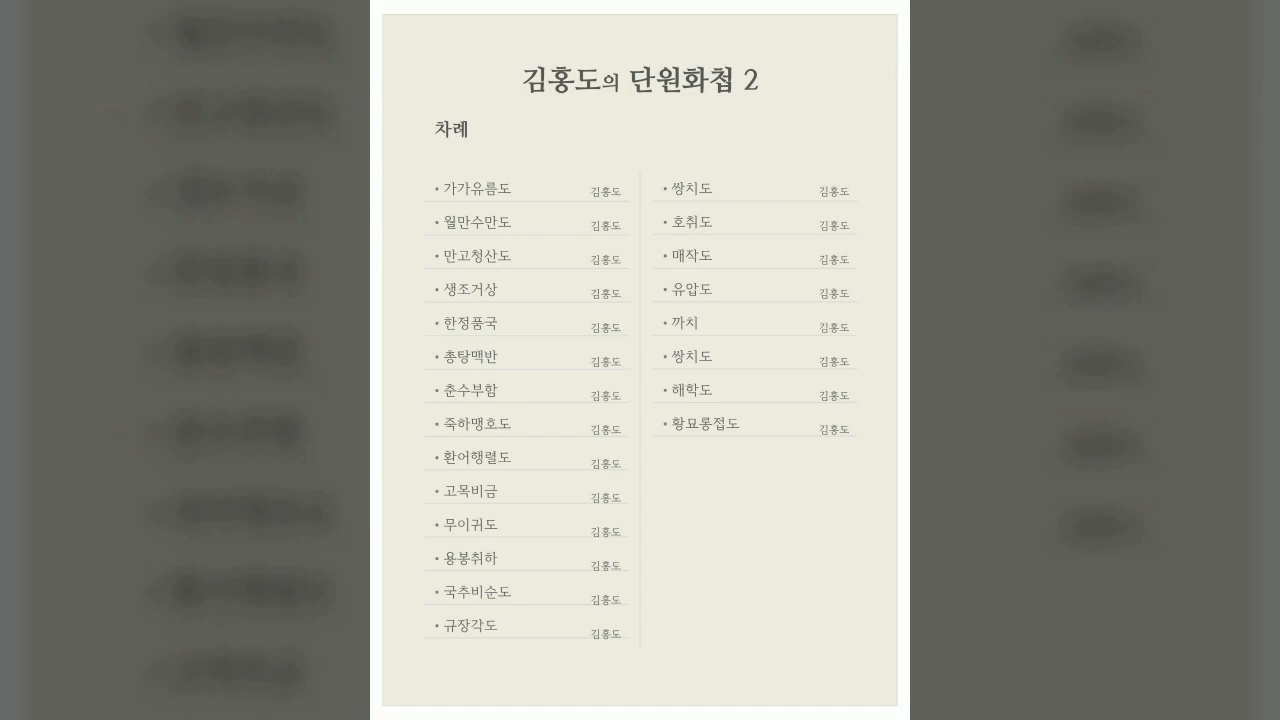 김홍도의 단원화첩 2
차례
• 가가유름도 김홍도
• 월만수만도 김홍도
• 만고청산도 김홍도
• 생조거상 김홍도
• 한정품국 김홍도
• 총탕맥반 김홍도
• 춘수부함 김홍도
• 죽하맹호도 김홍도
• 환어행렬도 김홍도
• 고목비금 김홍도
• 무이귀도 김홍도
• 용봉취하 김홍도
• 국추비순도 김홍도
• 규장각도 김홍도
• 쌍치도 김홍도
• 호취도 김홍도
• 매작도 김홍도
• 유압도 김홍도
• 까치 김홍도
• 쌍치도 김홍도
• 해학도 김홍도
• 황묘롱접도 김홍도